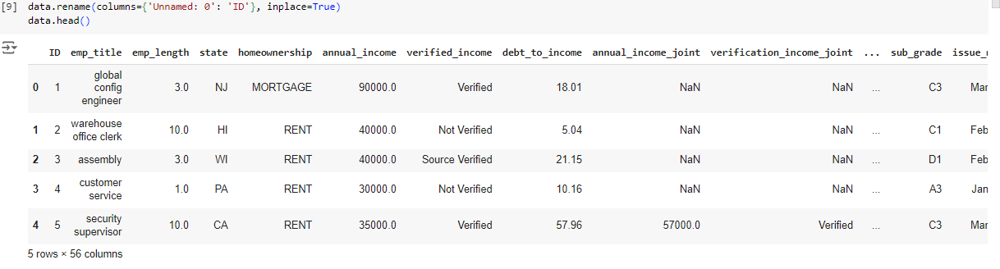 [9] data.rename(columns={'Unnamed: 0': 'ID'}, inplace=True)
data.head()
ID emp_title emp_length state homeownership annual_income verified_income debt_to_income annual_income_joint verification_income_joint ... sub_grade issue_
0 1 global config engineer 3.0 NJ MORTGAGE 90000.0 Verified 18.01 NaN NaN ... C3 Mar
1 2 warehouse office clerk 10.0 HI RENT 40000.0 Not Verified 5.04 NaN NaN ... C1 Feb
2 3 assembly 3.0 WI RENT 40000.0 Source Verified 21.15 NaN NaN ... D1 Feb
3 4 customer service 1.0 PA RENT 30000.0 Not Verified 10.16 NaN NaN ... A3 Jan
4 5 security supervisor 10.0 CA RENT 35000.0 Verified 57.96 57000.0 Verified ... C3 Mar
5 rows × 56 columns